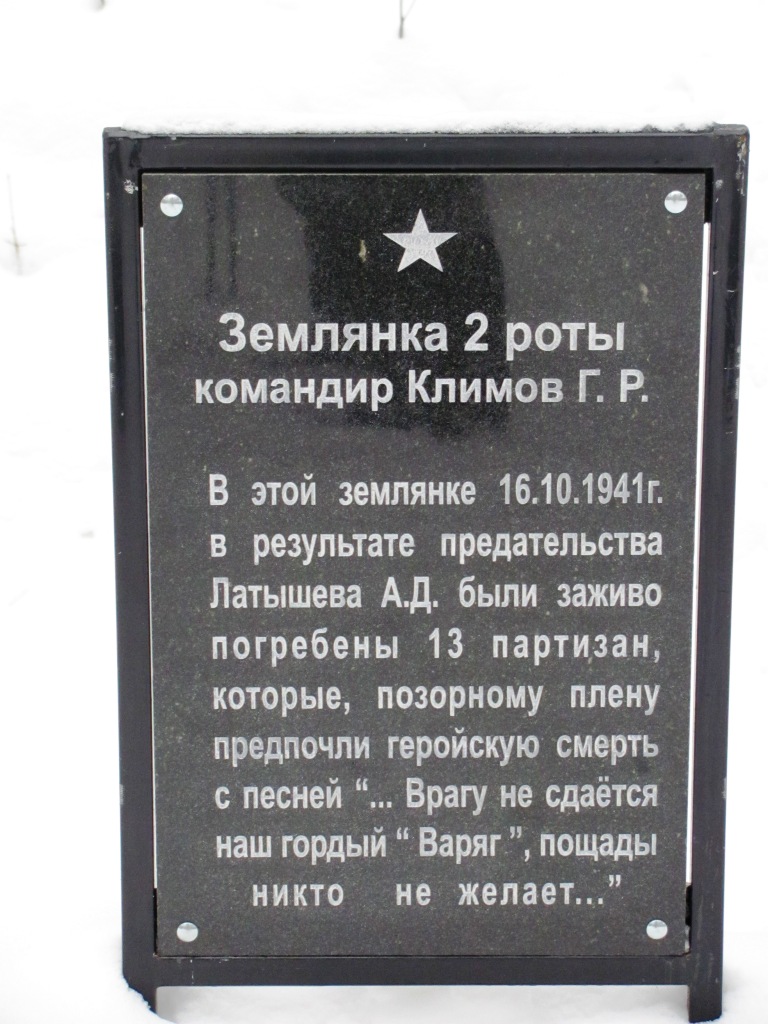 Землянка 2 роты
командир Климов Г. Р.
В этой землянке 16.10.1941г.
в результате предательства
Латышева А.Д. были заживо
погребены 13 партизан,
которые, позорному плену
предпочли геройскую смерть
с песней “... Врагу не сдаётся
наш гордый “ Варяг ”, пощады
никто не желает...”